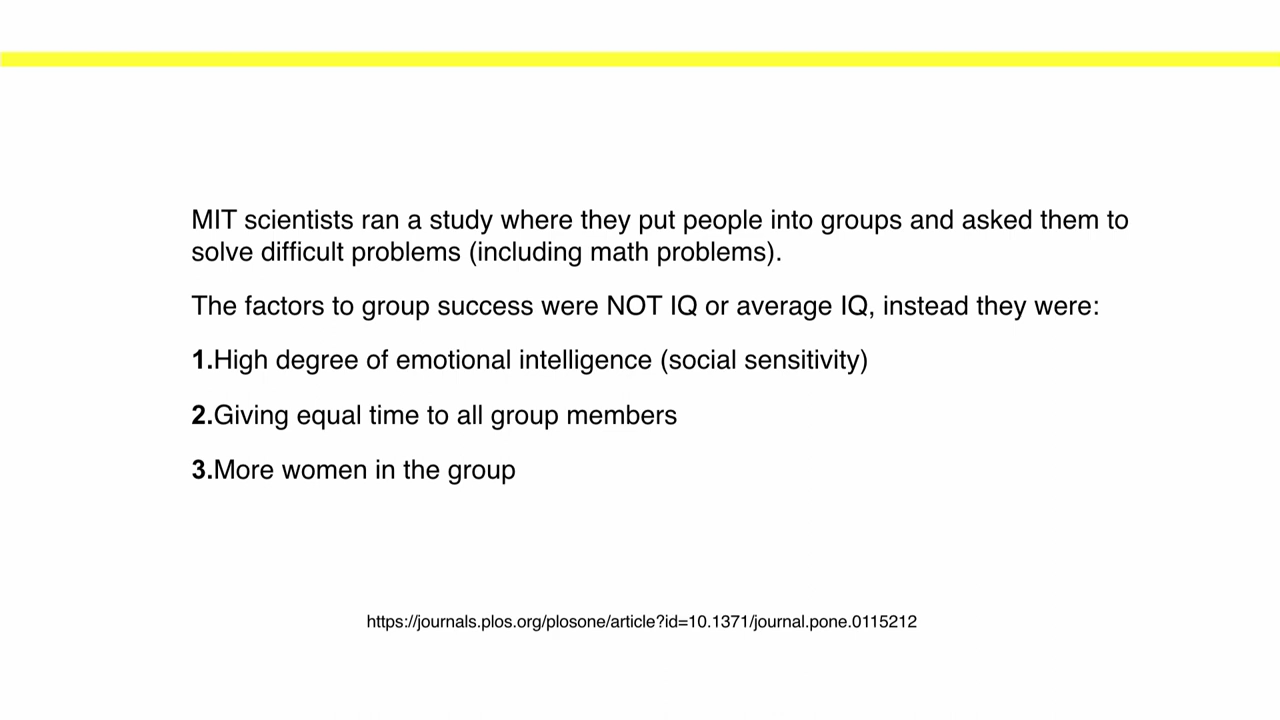 MIT scientists ran a study where they put people into groups and asked them to
solve difficult problems (including math problems).
The factors to group success were NOT IQ or average IQ, instead they were:
1.High degree of emotional intelligence (social sensitivity)
2.Giving equal time to all group members
3.More women in the group
https://journals.plos.org/plosone/article?id=10.1371/journal.pone.0115212